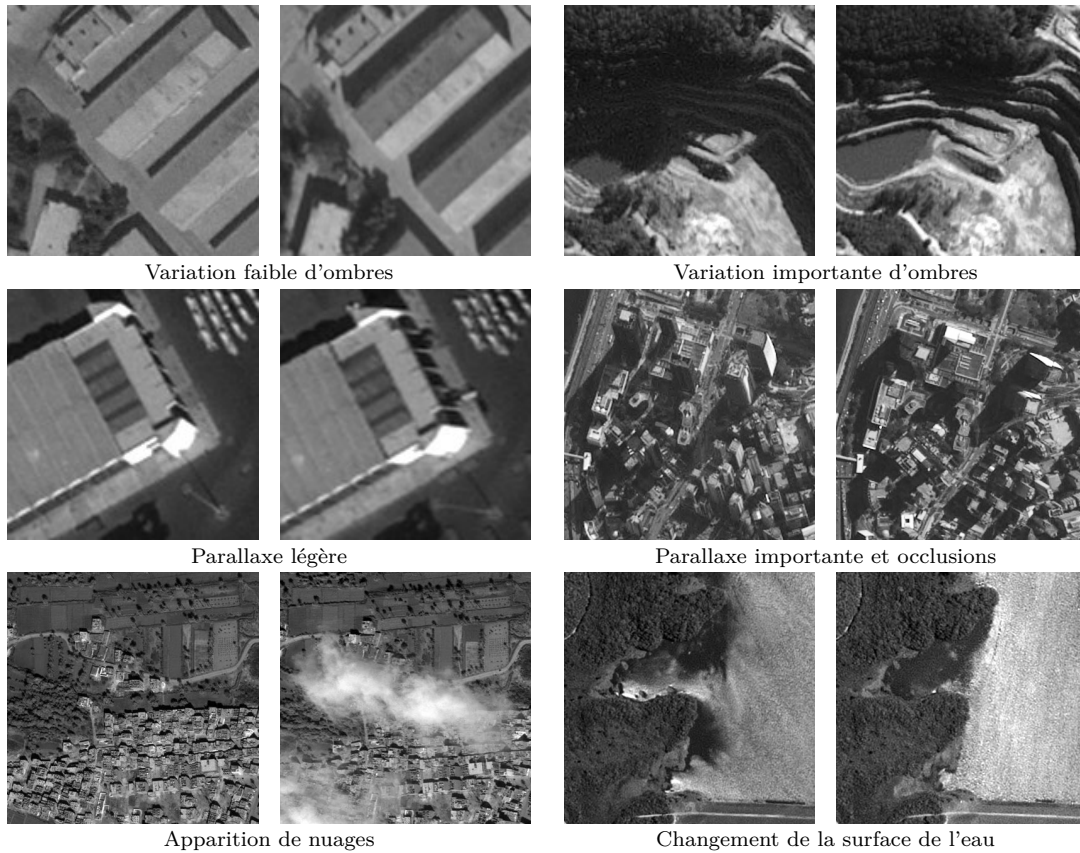 Variation faible d'ombres
Variation importante d'ombres
Parallaxe légère
Parallaxe importante et occlusions
Apparition de nuages
Changement de la surface de l'eau